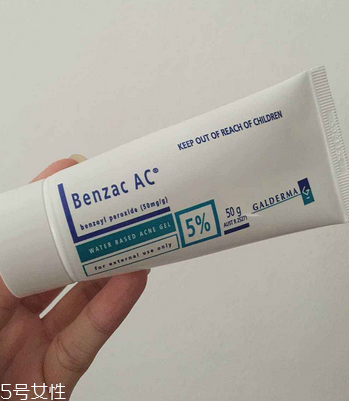 KEEP OUT OF REACH OF CHILDREN
Benzac AC®
benzoyl peroxide (50mg/g)
WATER BASED ACNE GEL
5%
50 g
GALDERMA
for external use only
5号女性